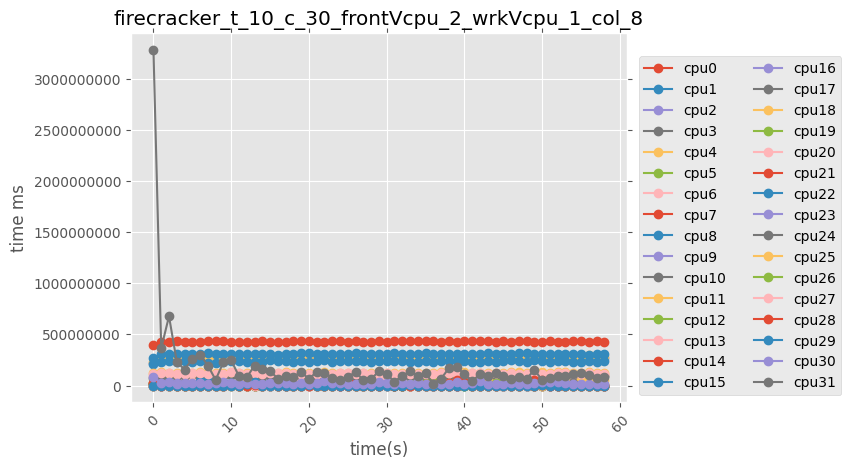 firecracker_t_10_c_30_frontVcpu_2_wrkVcpu_1_col_8
3000000000
2500000000
2000000000
1500000000
1000000000
500000000
0
time ms
0 10 20 30 40 50 60
time(s)
cpu0 cpu16
cpu1 cpu17
cpu2 cpu18
cpu3 cpu19
cpu4 cpu20
cpu5 cpu21
cpu6 cpu22
cpu7 cpu23
cpu8 cpu24
cpu9 cpu25
cpu10 cpu26
cpu11 cpu27
cpu12 cpu28
cpu13 cpu29
cpu14 cpu30
cpu15 cpu31